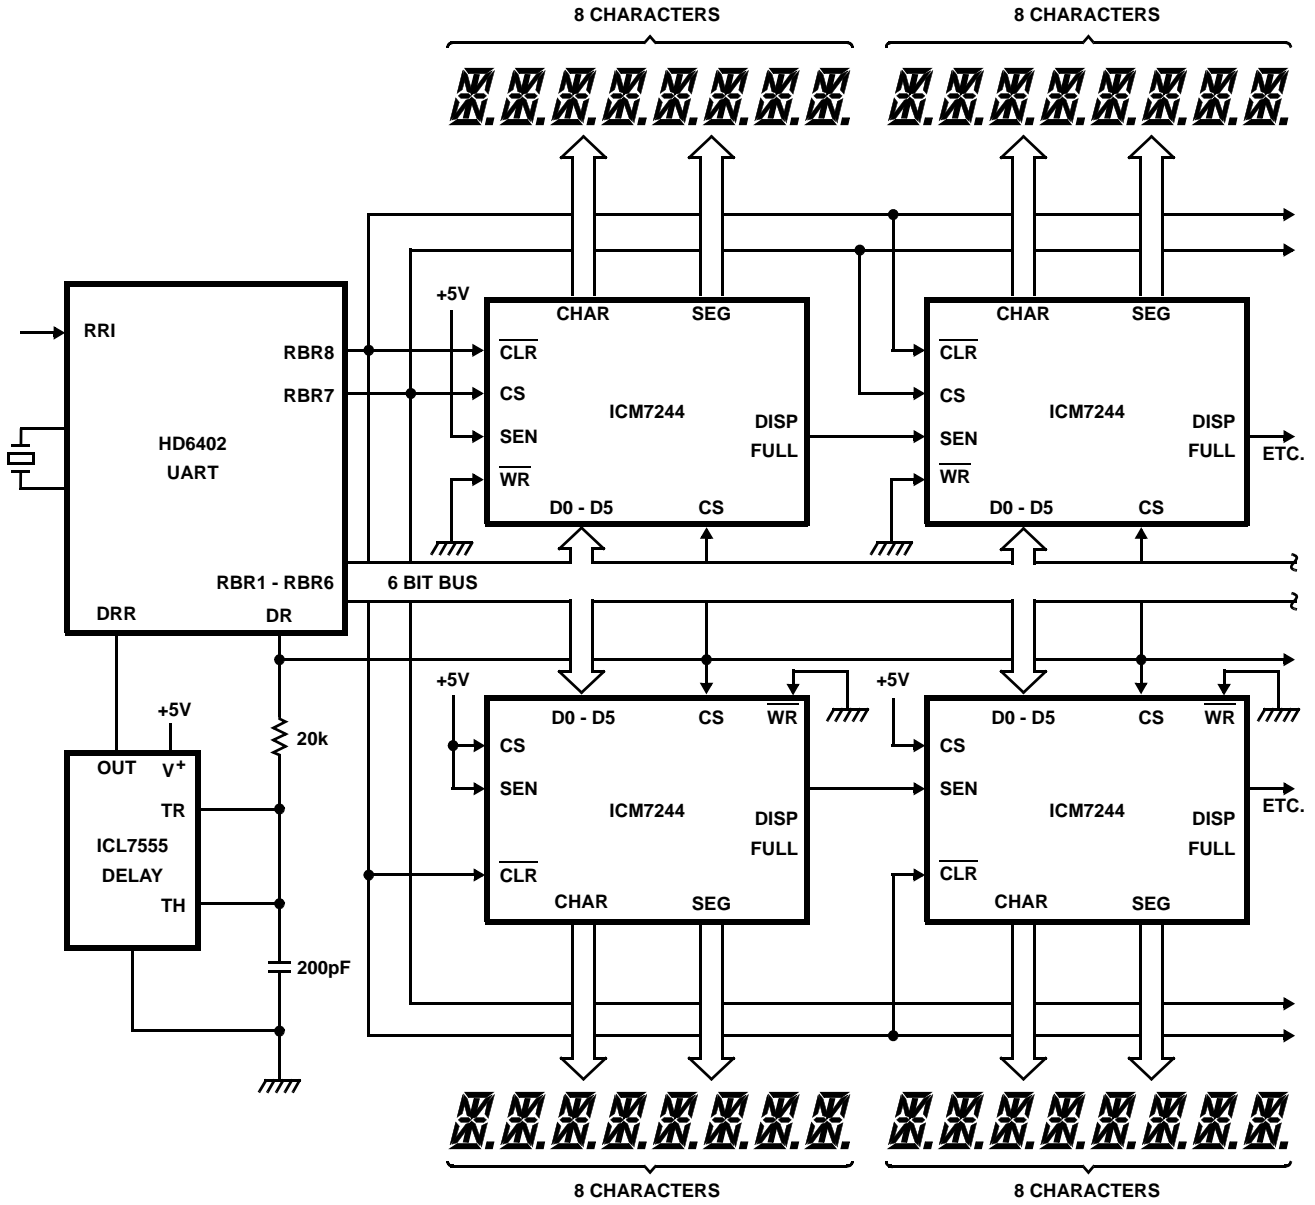 8 CHARACTERS
8 CHARACTERS
+5V
CHAR
SEG
CHAR
SEG
RRI
RBR8
CLR
CLR
RBR7
CS
CS
ICM7244
ICM7244
DISP
FULL
DISP
FULL
HD6402
UART
SEN
SEN
ETC.
WR
WR
D0 - D5
CS
D0 - D5
CS
RBR1 - RBR6
6 BIT BUS
DRR
DR
+5V
+5V
+5V
D0 - D5
CS
WR
D0 - D5
CS
WR
20k
CS
CS
OUT
V+
SEN
SEN
TR
ICM7244
ICM7244
ETC.
DISP
FULL
DISP
FULL
ICL7555
DELAY
CLR
CLR
TH
CHAR
SEG
CHAR
SEG
200pF
8 CHARACTERS
8 CHARACTERS